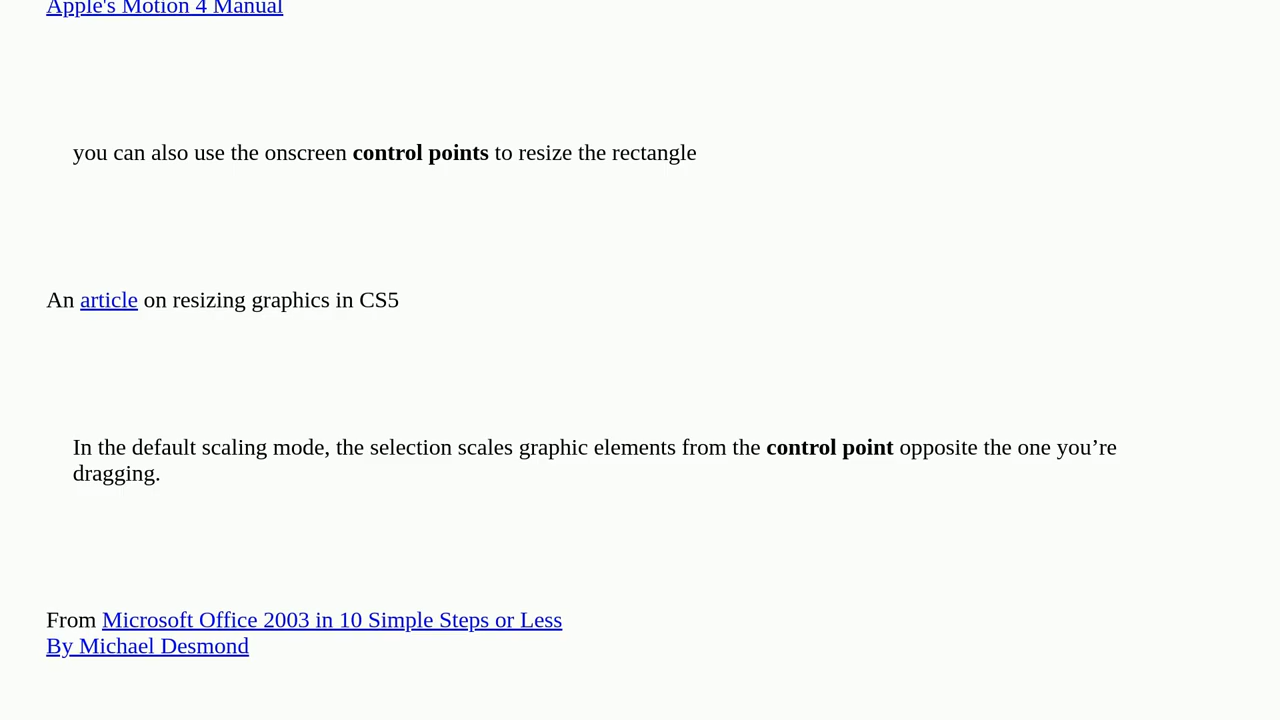 Apple's Motion 4 Manual
you can also use the onscreen control points to resize the rectangle
An article on resizing graphics in CS5
In the default scaling mode, the selection scales graphic elements from the control point opposite the one you’re
dragging.
From Microsoft Office 2003 in 10 Simple Steps or Less
By Michael Desmond